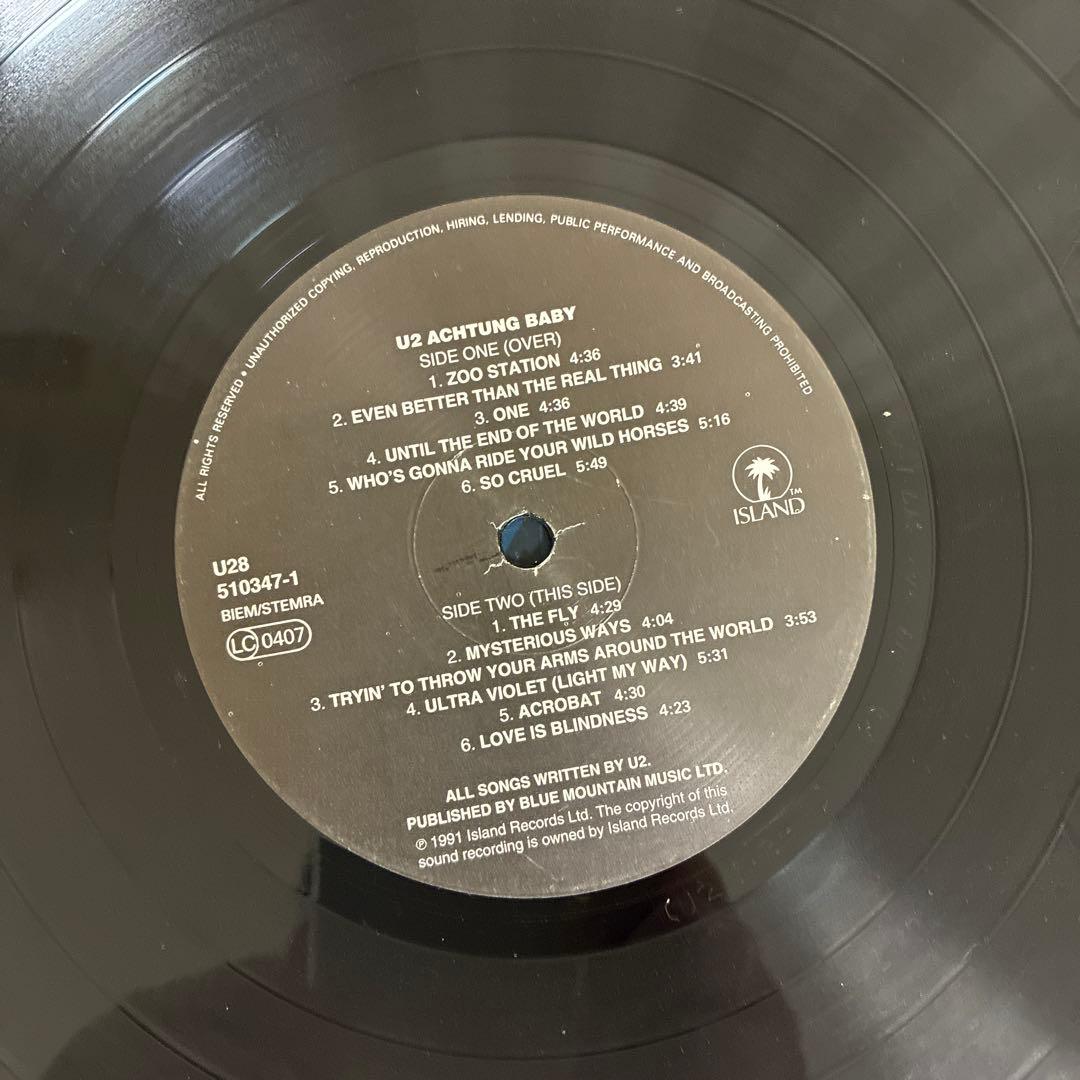 ALL RIGHTS RESERVED • UNAUTHORIZED COPYING, REPRODUCTION, HIRING, LENDING, PUBLIC PERFORMANCE AND BROADCASTING PROHIBITED
U2 ACHTUNG BABY
SIDE ONE (OVER)
1. ZOO STATION 4:36
2. EVEN BETTER THAN THE REAL THING 3:41
3. ONE 4:36
4. UNTIL THE END OF THE WORLD 4:39
5. WHO'S GONNA RIDE YOUR WILD HORSES 5:16
6. SO CRUEL 5:49
ISLAND TM
U28
510347-1
BIEM/STEMRA
LC 0407
SIDE TWO (THIS SIDE)
1. THE FLY 4:29
2. MYSTERIOUS WAYS 4:04
3. TRYIN' TO THROW YOUR ARMS AROUND THE WORLD 3:53
4. ULTRA VIOLET (LIGHT MY WAY) 5:31
5. ACROBAT 4:30
6. LOVE IS BLINDNESS 4:23
ALL SONGS WRITTEN BY U2.
PUBLISHED BY BLUE MOUNTAIN MUSIC LTD.
℗ 1991 Island Records Ltd. The copyright of this
sound recording is owned by Island Records Ltd.